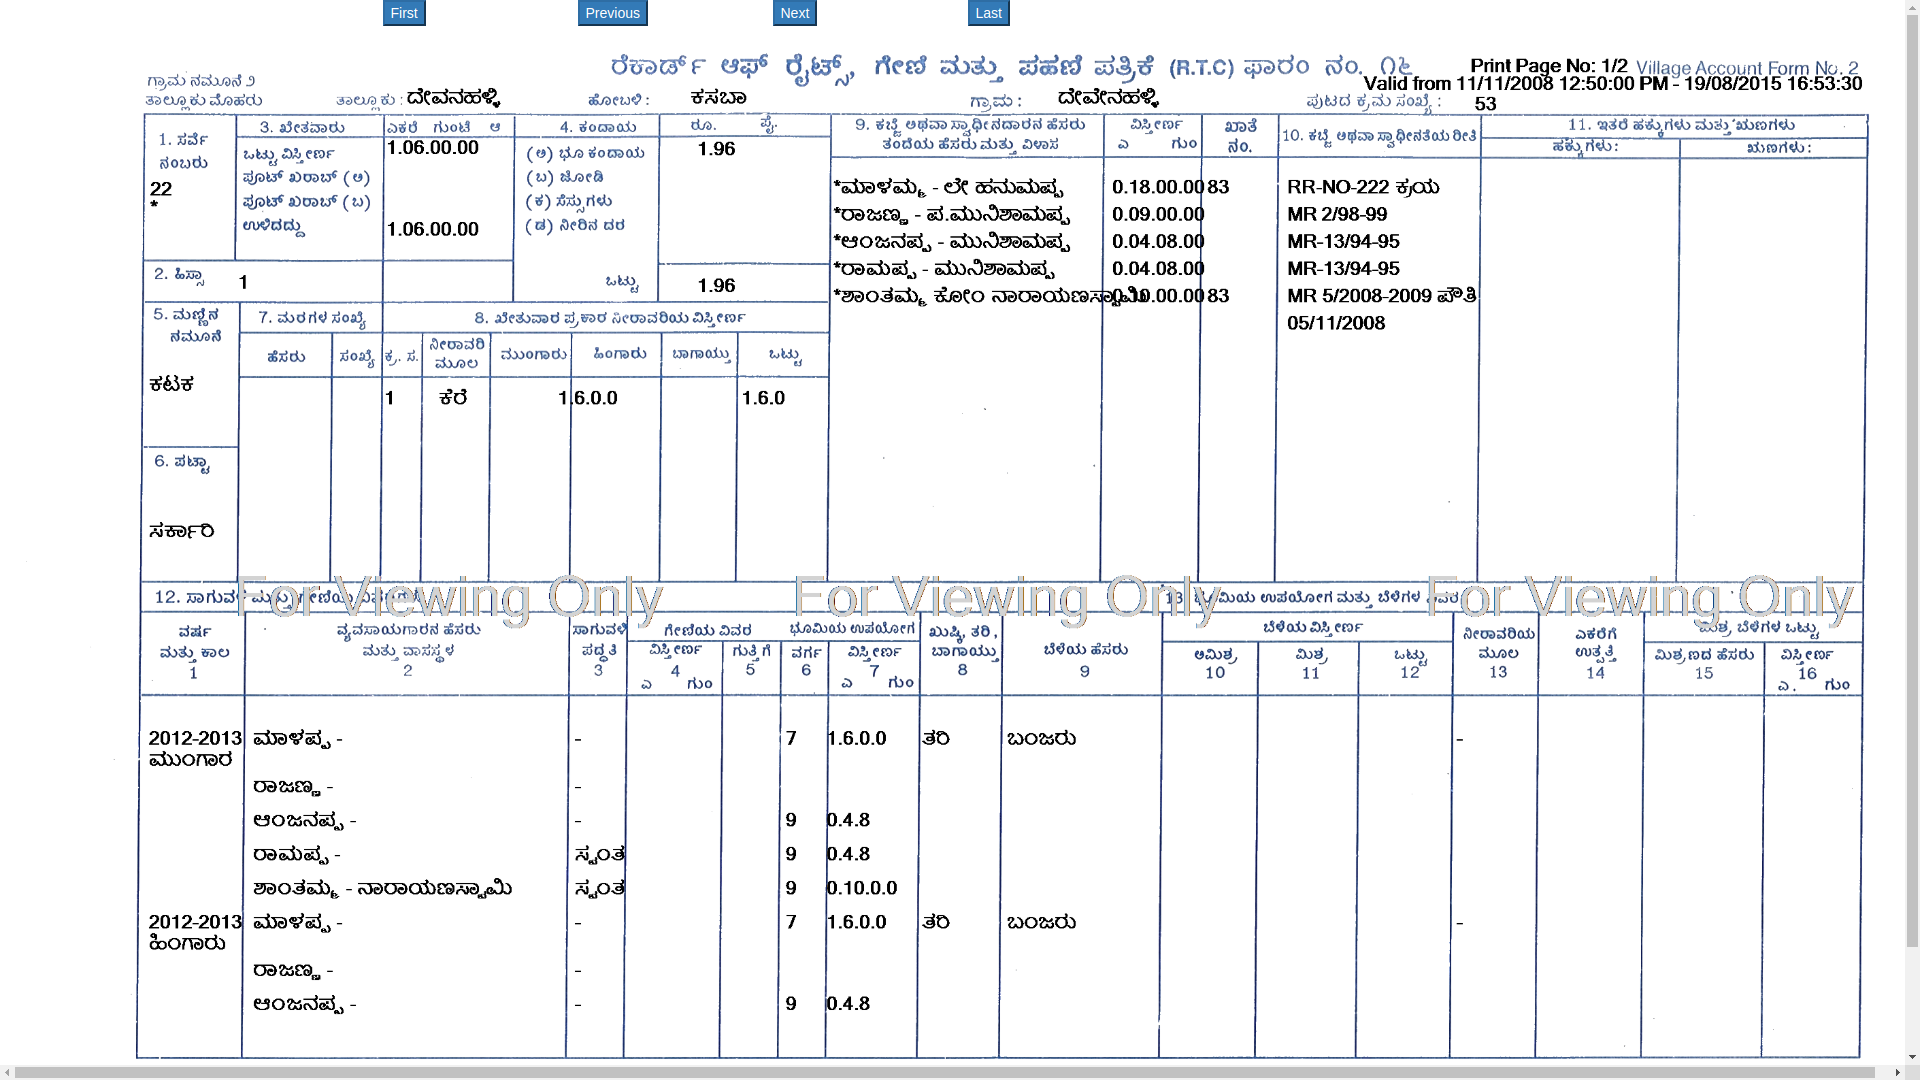 First Previous Next Last
ರೆಕಾರ್ಡ್ ಆಫ್ ರೈಟ್ಸ್, ಗೇಣಿ ಮತ್ತು ಪಹಣಿ ಪತ್ರಿಕೆ (R.T.C) ಫಾರಂ ನಂ. ೧೬ Print Page No: 1/2 Village Account Form No. 2
ಗ್ರಾಮ ನಮೂನೆ ೨ Valid from 11/11/2008 12:50:00 PM - 19/08/2015 16:53:30
ತಾಲ್ಲೂಕು ಮೊಹರು ತಾಲ್ಲೂಕು : ದೇವನಹಳ್ಳಿ ಹೋಬಳಿ : ಕಸಬಾ ಗ್ರಾಮ : ದೇವೇನಹಳ್ಳಿ ಪುಟದ ಕ್ರಮ ಸಂಖ್ಯೆ : 53
1. ಸರ್ವೆ ನಂಬರು
22
*
3. ಖೇತವಾರು ಎಕರೆ ಗುಂಟೆ ಆ
ಒಟ್ಟು ವಿಸ್ತೀರ್ಣ 1.06.00.00
ಪೂಟ್ ಖರಾಬ್ (ಅ)
ಪೂಟ್ ಖರಾಬ್ (ಬ)
ಉಳಿದದ್ದು 1.06.00.00
4. ಕಂದಾಯ ರೂ. ಪೈ.
(ಅ) ಭೂ ಕಂದಾಯ 1.96
(ಬ) ಜೋಡಿ
(ಕ) ಸೆಸ್ಸುಗಳು
(ಡ) ನೀರಿನ ದರ
ಒಟ್ಟು 1.96
2. ಹಿಸ್ಸಾ 1
5. ಮಣ್ಣಿನ ನಮೂನೆ
ಕಟಕ
6. ಪಟ್ಟಾ
ಸರ್ಕಾರಿ
7. ಮರಗಳ ಸಂಖ್ಯೆ
ಹೆಸರು ಸಂಖ್ಯೆ
8. ಖೇತುವಾರ ಪ್ರಕಾರ ನೀರಾವರಿಯ ವಿಸ್ತೀರ್ಣ
ಕ್ರ. ಸ. ನೀರಾವರಿ ಮೂಲ ಮುಂಗಾರು ಹಿಂಗಾರು ಬಾಗಾಯ್ತು ಒಟ್ಟು
1 ಕೆರೆ 1.6.0.0 1.6.0
9. ಕಬ್ಜೆ ಅಥವಾ ಸ್ವಾಧೀನದಾರನ ಹೆಸರು ತಂದೆಯ ಹೆಸರು ಮತ್ತು ವಿಳಾಸ ವಿಸ್ತೀರ್ಣ ಎ ಗುಂ ಖಾತೆ ನಂ. 10. ಕಬ್ಜೆ ಅಥವಾ ಸ್ವಾಧೀನತೆಯ ರೀತಿ
11. ಇತರೆ ಹಕ್ಕುಗಳು ಮತ್ತು ಋಣಗಳು
ಹಕ್ಕುಗಳು : ಋಣಗಳು :
*ಮಾಳಮ್ಮ - ಲೇ ಹನುಮಪ್ಪ 0.18.00.00 83 RR-NO-222 ಕ್ರಯ
*ರಾಜಣ್ಣ - ಪ.ಮುನಿಶಾಮಪ್ಪ 0.09.00.00 MR 2/98-99
*ಆಂಜನಪ್ಪ - ಮುನಿಶಾಮಪ್ಪ 0.04.08.00 MR-13/94-95
*ರಾಮಪ್ಪ - ಮುನಿಶಾಮಪ್ಪ 0.04.08.00 MR-13/94-95
*ಶಾಂತಮ್ಮ ಕೋಂ ನಾರಾಯಣಸ್ವಾಮಿ 0.10.00.00 83 MR 5/2008-2009 ಪೌತಿ
05/11/2008
For Viewing Only For Viewing Only For Viewing Only
12. ಸಾಗುವಳಿ ಮತ್ತು ಗೇಣಿಯ ವಿವರಗಳು 13. ಭೂಮಿಯ ಉಪಯೋಗ ಮತ್ತು ಬೆಳೆಗಳ ವಿವರ
ವರ್ಷ ಮತ್ತು ಕಾಲ 1
ವ್ಯವಸಾಯಗಾರನ ಹೆಸರು ಮತ್ತು ವಾಸಸ್ಥಳ 2
ಸಾಗುವಳಿ ಪದ್ಧತಿ 3
ಗೇಣಿಯ ವಿವರ
ವಿಸ್ತೀರ್ಣ 4 ಎ ಗುಂ ಗುತ್ತಿಗೆ 5
ಭೂಮಿಯ ಉಪಯೋಗ
ವರ್ಗ 6 ವಿಸ್ತೀರ್ಣ 7 ಎ ಗುಂ
ಖುಷ್ಕಿ, ತರಿ, ಬಾಗಾಯ್ತು 8
ಬೆಳೆಯ ಹೆಸರು 9
ಬೆಳೆಯ ವಿಸ್ತೀರ್ಣ
ಅಮಿಶ್ರ 10 ಮಿಶ್ರ 11 ಒಟ್ಟು 12
ನೀರಾವರಿಯ ಮೂಲ 13
ಎಕರೆಗೆ ಉತ್ಪತ್ತಿ 14
ಮಿಶ್ರ ಬೆಳೆಗಳ ಒಟ್ಟು
ಮಿಶ್ರಣದ ಹೆಸರು 15 ವಿಸ್ತೀರ್ಣ 16 ಎ. ಗುಂ
2012-2013 ಮಾಳಪ್ಪ - - 7 1.6.0.0 ತರಿ ಬಂಜರು -
ಮುಂಗಾರ
ರಾಜಣ್ಣ - -
ಆಂಜನಪ್ಪ - - 9 0.4.8
ರಾಮಪ್ಪ - ಸ್ವಂತ 9 0.4.8
ಶಾಂತಮ್ಮ - ನಾರಾಯಣಸ್ವಾಮಿ ಸ್ವಂತ 9 0.10.0.0
2012-2013 ಮಾಳಪ್ಪ - - 7 1.6.0.0 ತರಿ ಬಂಜರು -
ಹಿಂಗಾರು
ರಾಜಣ್ಣ - -
ಆಂಜನಪ್ಪ - - 9 0.4.8